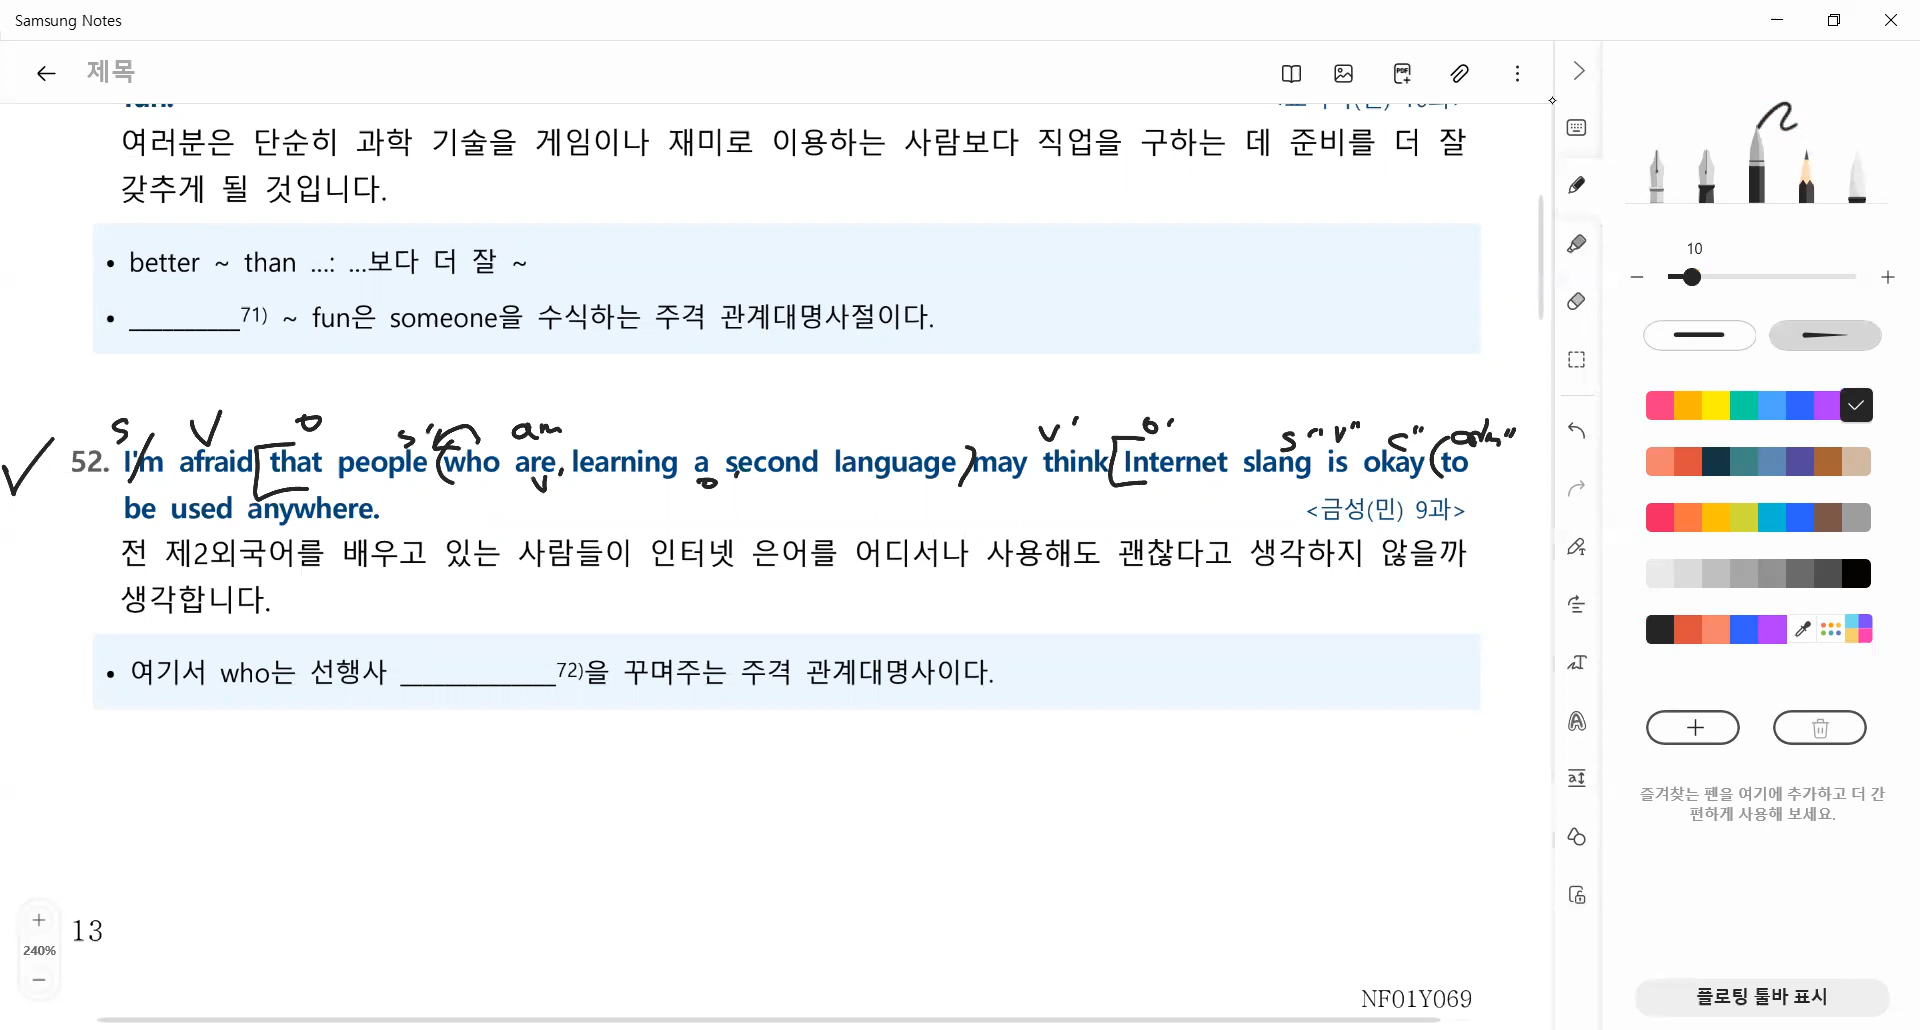 Samsung Notes
제목
fun.
여러분은 단순히 과학 기술을 게임이나 재미로 이용하는 사람보다 직업을 구하는 데 준비를 더 잘
갖추게 될 것입니다.
• better ~ than ...: ...보다 더 잘 ~
• __________71) ~ fun은 someone을 수식하는 주격 관계대명사절이다.
S V O S' am V' O' S" V" C" adv"
52. I'm afraid that people who are learning a second language may think Internet slang is okay to
V O
be used anywhere.
<금성(민) 9과>
전 제2외국어를 배우고 있는 사람들이 인터넷 은어를 어디서나 사용해도 괜찮다고 생각하지 않을까
생각합니다.
• 여기서 who는 선행사 ______________72)을 꾸며주는 주격 관계대명사이다.
13
NF01Y069
240%
10
즐겨찾는 펜을 여기에 추가하고 더 간
편하게 사용해 보세요.
플로팅 툴바 표시